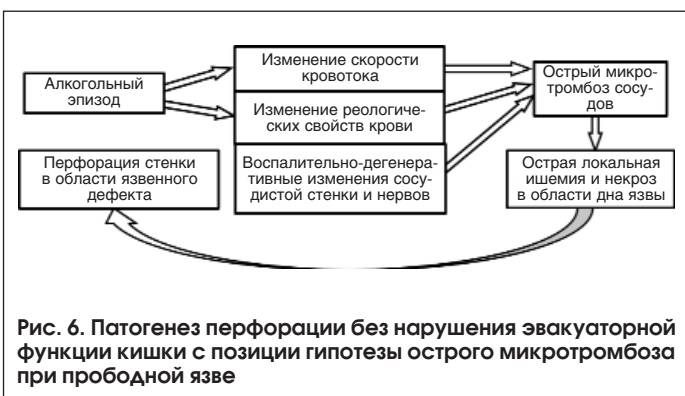 Алкогольный
эпизод
Изменение скорости
кровотока
Изменение реологиче-
ских свойств крови
Воспалительно-дегенера-
тивные изменения сосу-
дистой стенки и нервов
Острый микро-
тромбоз сосу-
дов
Острая локальная
ишемия и некроз
в области дна язвы
Перфорация стенки
в области язвенного
дефекта
Рис. 6. Патогенез перфорации без нарушения эвакуаторной
функции кишки с позиции гипотезы острого микротромбоза
при прободной язве